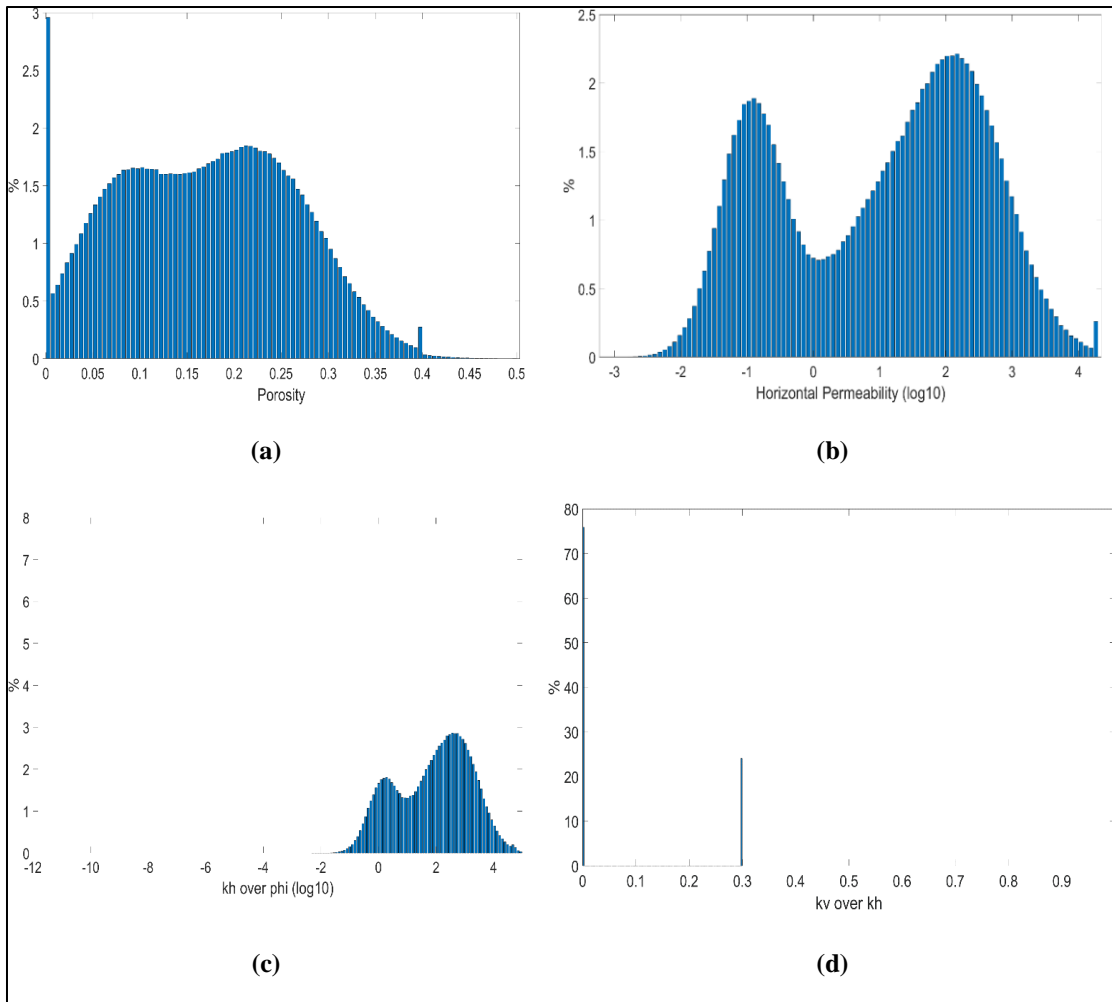 3
2.5
2
1.5
1
0.5
0
%
0 0.05 0.1 0.15 0.2 0.25 0.3 0.35 0.4 0.45 0.5
Porosity
(a)
2.5
2
1.5
1
0.5
0
%
-3 -2 -1 0 1 2 3 4
Horizontal Permeability (log10)
(b)
8
7
6
5
4
3
2
1
0
%
-12 -10 -8 -6 -4 -2 0 2 4
kh over phi (log10)
(c)
80
70
60
50
40
30
20
10
0
%
0 0.1 0.2 0.3 0.4 0.5 0.6 0.7 0.8 0.9
kv over kh
(d)